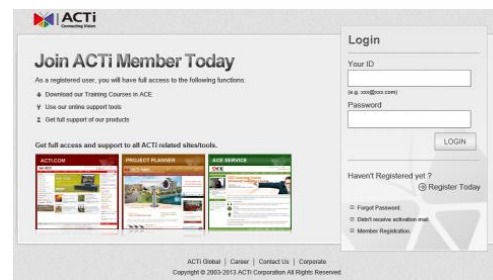 ACTi
Connecting Vision
Join ACTi Member Today
As a registered user, you will have full access to the following functions:
Download our Training Courses in ACE
Use our online support tools
Get full support of our products
Get full access and support to all ACTi related sites/tools.
ACTI.COM
PROJECT PLANNER
ACE SERVICE
Login
Your ID
(e.g. xxx@xxx.com)
Password
LOGIN
Haven't Registered yet ?
Register Today
Forgot Password.
Didn't receive activation mail.
Member Registration.
ACTi Global | Career | Contact Us | Corporate
Copyright © 2003-2013 ACTi Corporation All Rights Reserved